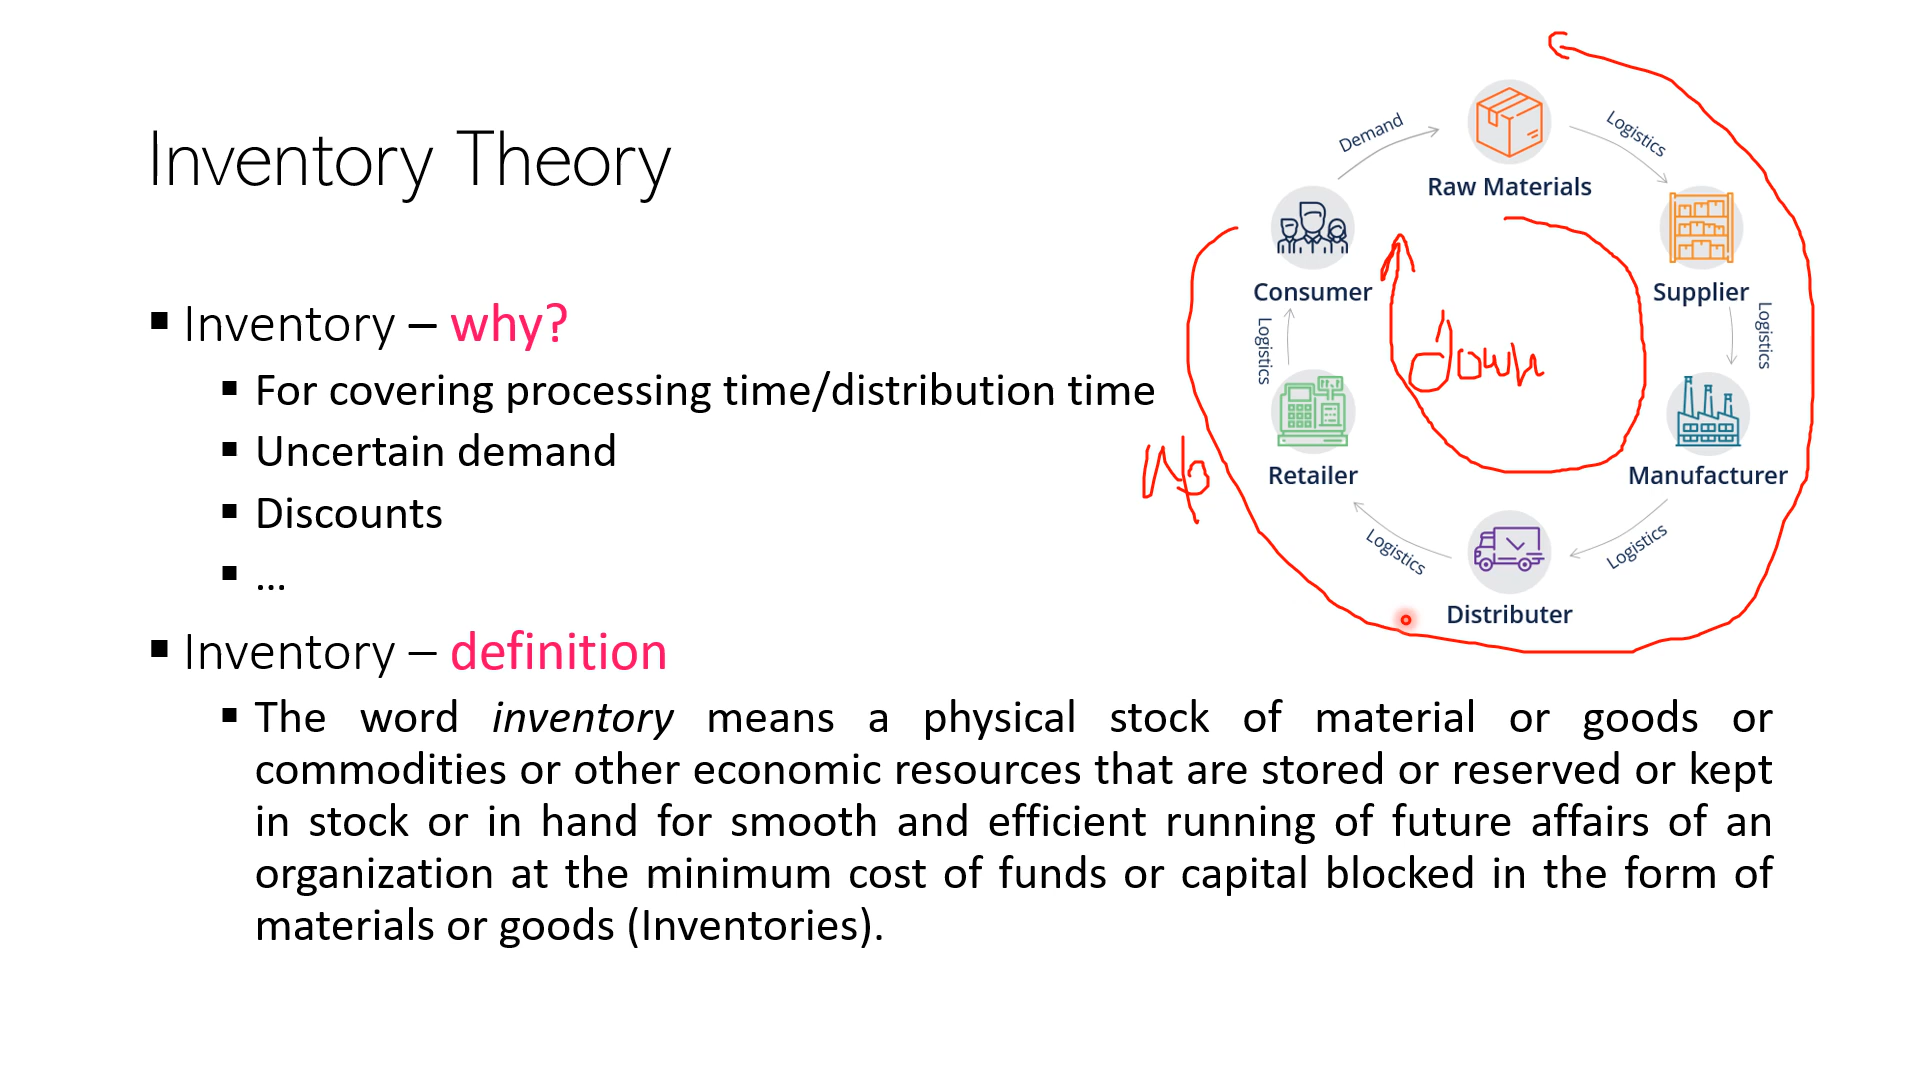 Inventory Theory
▪ Inventory – why?
▪ For covering processing time/distribution time
▪ Uncertain demand
▪ Discounts
▪ ...
▪ Inventory – definition
▪ The word inventory means a physical stock of material or goods or
commodities or other economic resources that are stored or reserved or kept
in stock or in hand for smooth and efficient running of future affairs of an
organization at the minimum cost of funds or capital blocked in the form of
materials or goods (Inventories).
Demand
Raw Materials
Logistics
Supplier
Logistics
Manufacturer
Logistics
Distributer
Logistics
Retailer
Logistics
Consumer
down
Up